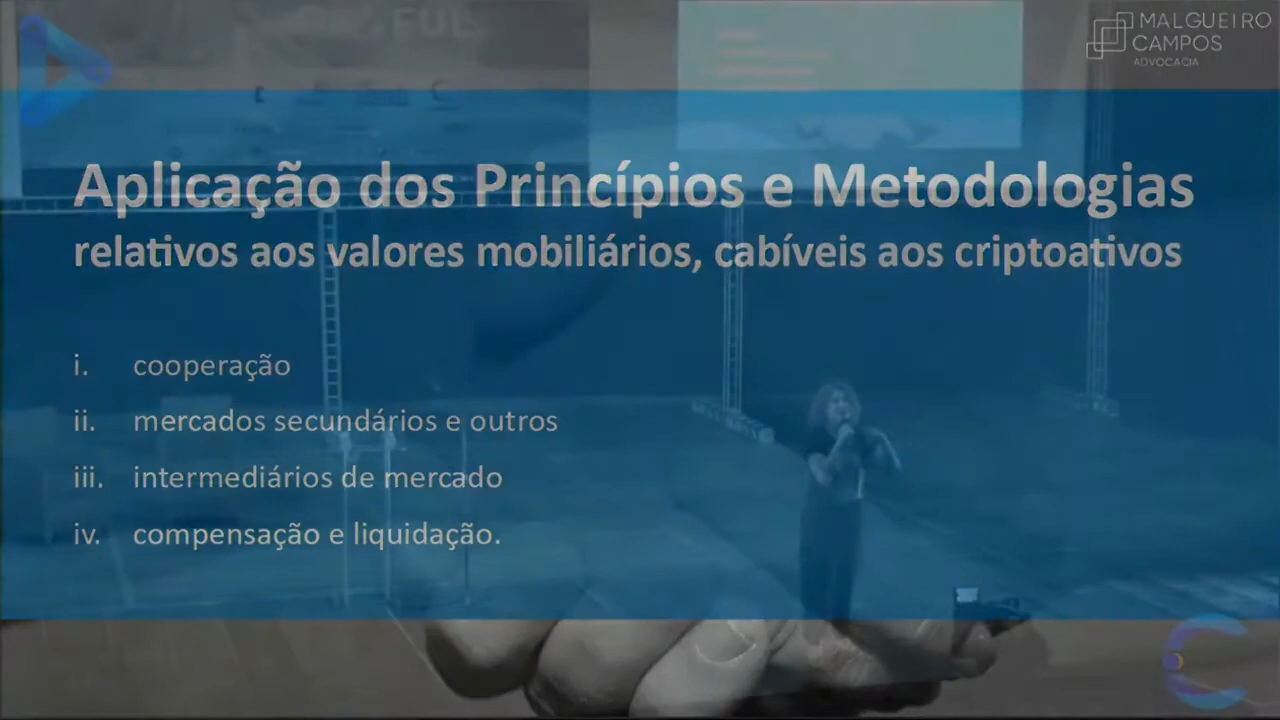 MALGUEIRO
CAMPOS
ADVOCACIA
Aplicação dos Princípios e Metodologias
relativos aos valores mobiliários, cabíveis aos criptoativos
i. cooperação
ii. mercados secundários e outros
iii. intermediários de mercado
iv. compensação e liquidação.